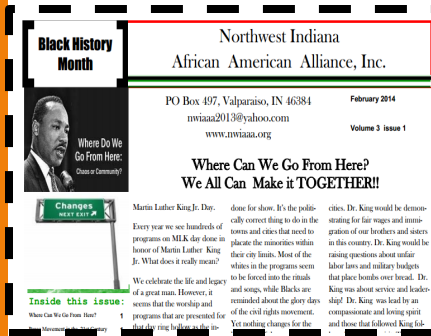 Black History
Month
Northwest Indiana
African American Alliance, Inc.
PO Box 497, Valparaiso, IN 46384
nwiaaa2013@yahoo.com
www.nwiaaa.org
February 2014
Volume 3 issue 1
Where Do We
Go From Here:
Chaos or Community?
Changes
NEXT EXIT
Where Can We Go From Here?
We All Can Make it TOGETHER!!
Martin Luther King Jr. Day.
Every year we see hundreds of
programs on MLK day done in
honor of Martin Luther King
Jr. What does it really mean?
We celebrate the life and legacy
of a great man. However, it
seems that the worship and
programs that are presented for
that day ring hollow as the in-
done for show. It's the politi-
cally correct thing to do in the
towns and cities that need to
placate the minorities within
their city limits. Most of the
whites in the programs seem
to be forced into the rituals
and songs, while Blacks are
reminded about the glory days
of the civil rights movement.
Yet nothing changes for the
cities. Dr. King would be demon-
strating for fair wages and immi-
gration of our brothers and sisters
in this country. Dr. King would be
raising questions about unfair
labor laws and military budgets
that place bombs over bread. Dr.
King was about service and leader-
ship! Dr. King was lead by an
compassionate and loving spirit
and those that followed King fol-
Inside this issue:
Where Can We Go From Here? 1